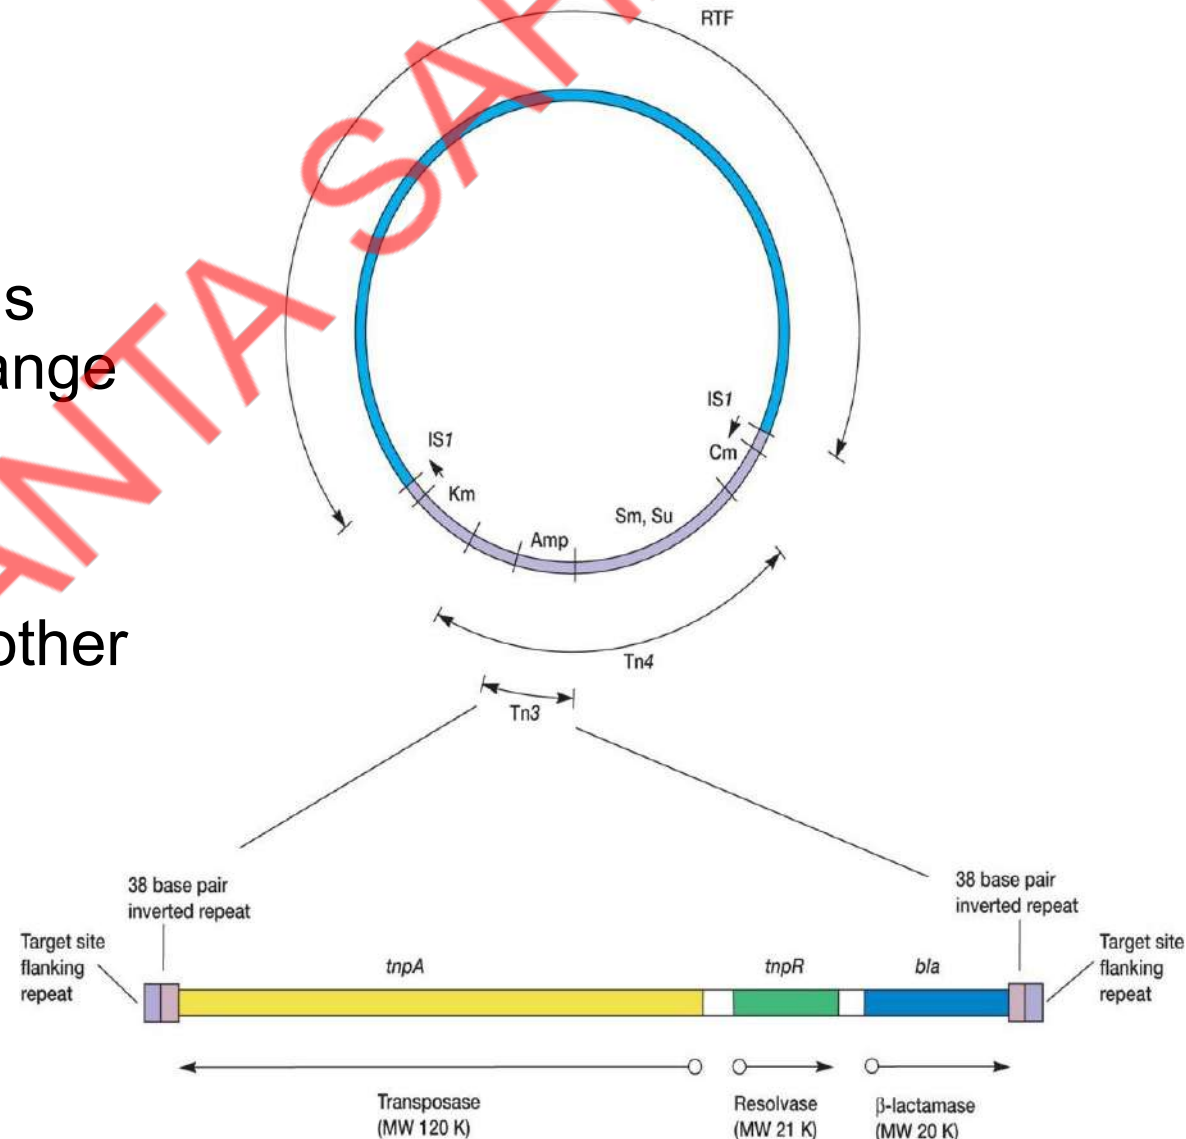 RTF
s
ange
other
IS1
Cm
IS1
Km
Sm, Su
Amp
Tn4
Tn3
38 base pair
inverted repeat
38 base pair
inverted repeat
Target site
flanking
repeat
Target site
flanking
repeat
tnpA
tnpR
bla
Transposase
(MW 120 K)
Resolvase
(MW 21 K)
β-lactamase
(MW 20 K)
ANTA SAH